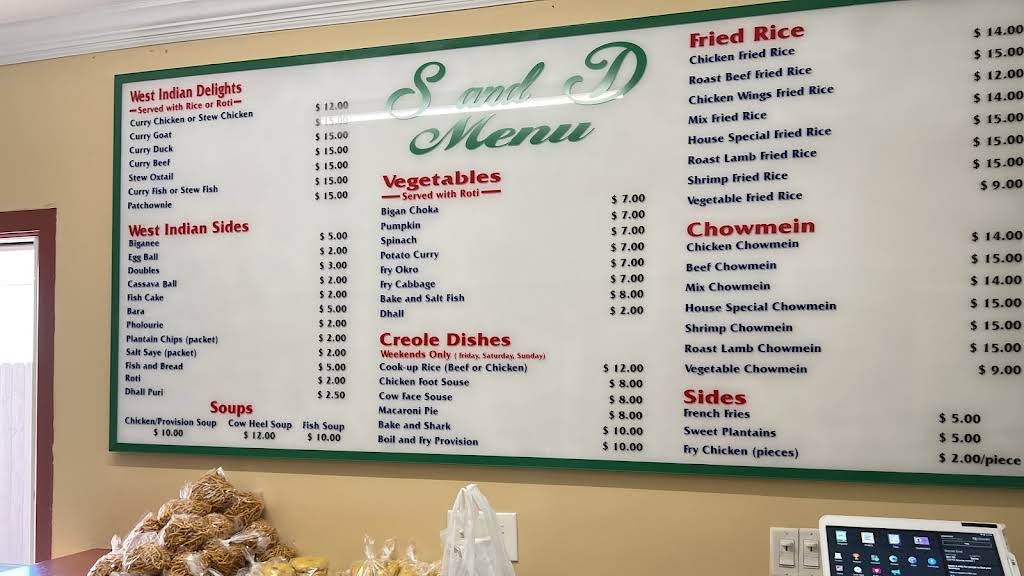 S and D
Menu
West Indian Delights
Served with Rice or Roti
Curry Chicken or Stew Chicken $ 12.00
Curry Goat $ 15.00
Curry Duck $ 15.00
Curry Beef $ 15.00
Stew Oxtail $ 15.00
Curry Fish or Stew Fish $ 15.00
Patchownie $ 15.00
West Indian Sides
Biganee $ 5.00
Egg Ball $ 2.00
Doubles $ 3.00
Cassava Ball $ 2.00
Fish Cake $ 2.00
Bara $ 5.00
Pholourie $ 2.00
Plantain Chips (packet) $ 2.00
Salt Saye (packet) $ 2.00
Fish and Bread $ 5.00
Roti $ 2.00
Dhall Puri $ 2.50
Soups
Chicken/Provision Soup Cow Heel Soup Fish Soup
$ 10.00 $ 12.00 $ 10.00
Vegetables
Served with Roti
Bigan Choka $ 7.00
Pumpkin $ 7.00
Spinach $ 7.00
Potato Curry $ 7.00
Fry Okro $ 7.00
Fry Cabbage $ 7.00
Bake and Salt Fish $ 8.00
Dhall $ 2.00
Creole Dishes
Weekends Only ( friday, Saturday, Sunday)
Cook-up Rice (Beef or Chicken) $ 12.00
Chicken Foot Souse $ 8.00
Cow Face Souse $ 8.00
Macaroni Pie $ 8.00
Bake and Shark $ 10.00
Boil and Fry Provision $ 10.00
Fried Rice
Chicken Fried Rice $ 14.00
Roast Beef Fried Rice $ 15.00
Chicken Wings Fried Rice $ 12.00
Mix Fried Rice $ 14.00
House Special Fried Rice $ 15.00
Roast Lamb Fried Rice $ 15.00
Shrimp Fried Rice $ 15.00
Vegetable Fried Rice $ 9.00
Chowmein
Chicken Chowmein $ 14.00
Beef Chowmein $ 15.00
Mix Chowmein $ 14.00
House Special Chowmein $ 15.00
Shrimp Chowmein $ 15.00
Roast Lamb Chowmein $ 15.00
Vegetable Chowmein $ 9.00
Sides
French Fries $ 5.00
Sweet Plantains $ 5.00
Fry Chicken (pieces) $ 2.00/piece